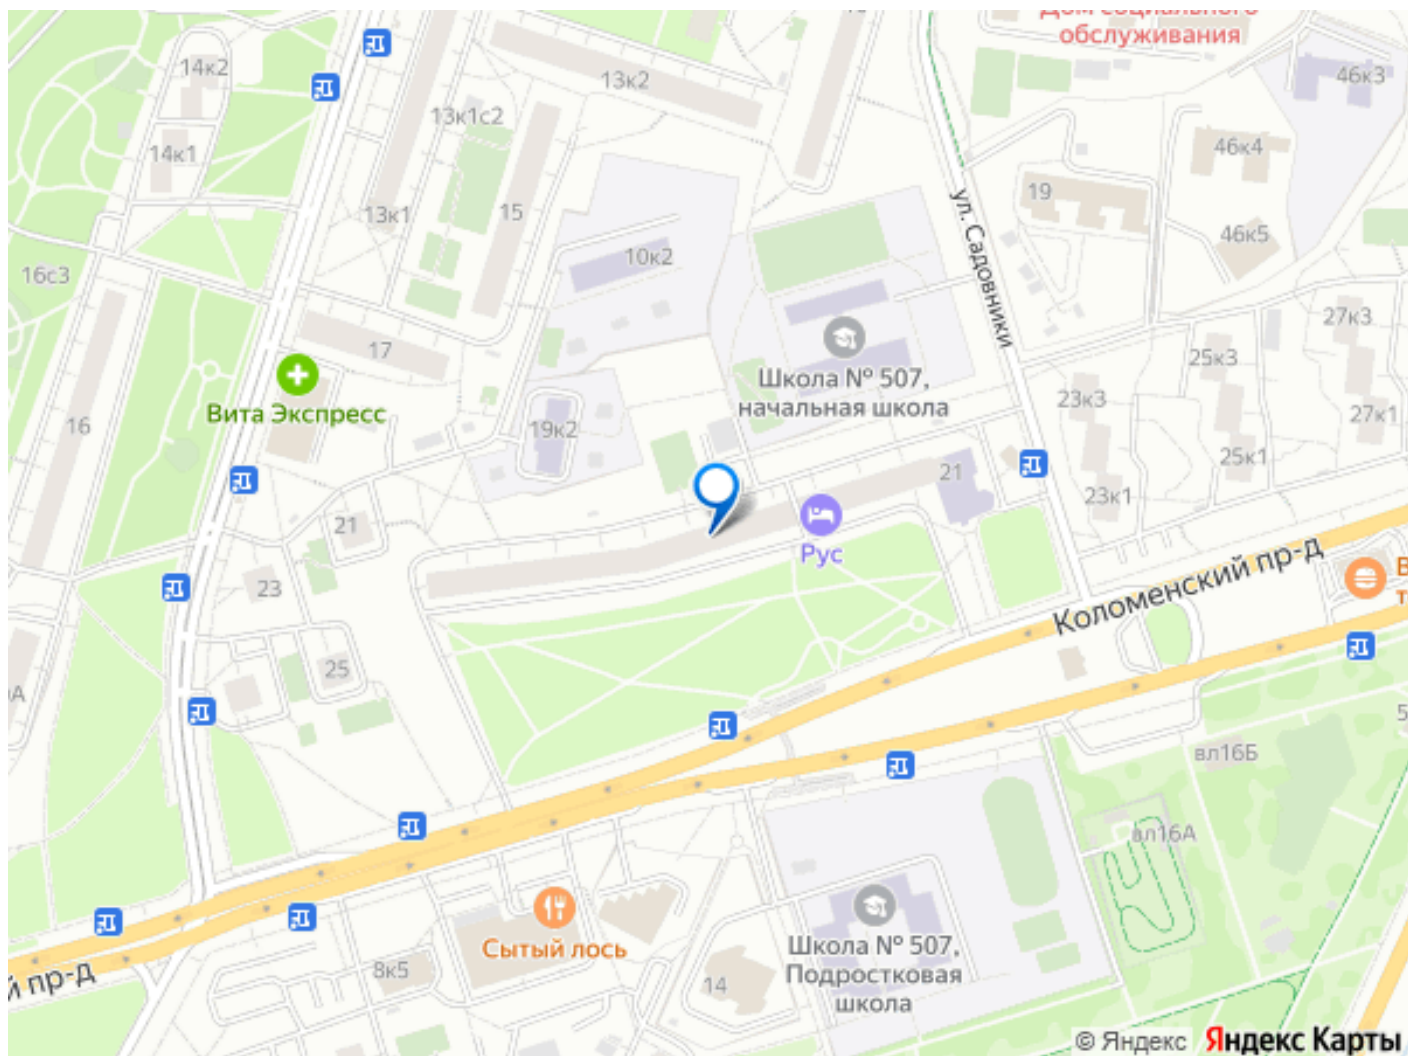 Дом социального
обслуживания
14к2
13к2
46к3
13к1с2
14к1
46к4
19
13к1
15
ул. Садовники
46к5
10к2
16с3
27к3
17
25к3
Школа № 507,
начальная школа
Вита Экспресс
23к3
27к1
16
19к2
25к1
21
23к1
21
Рус
Коломенский пр-д
23
25
вл16Б
вл16А
Сытый лось
Школа № 507,
Подростковая
школа
8к5
14
й пр-д
© Яндекс
Яндекс Карты